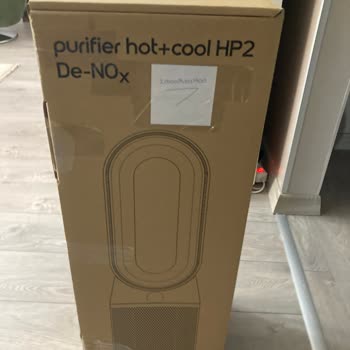 purifier hot+cool HP2
De-NOx